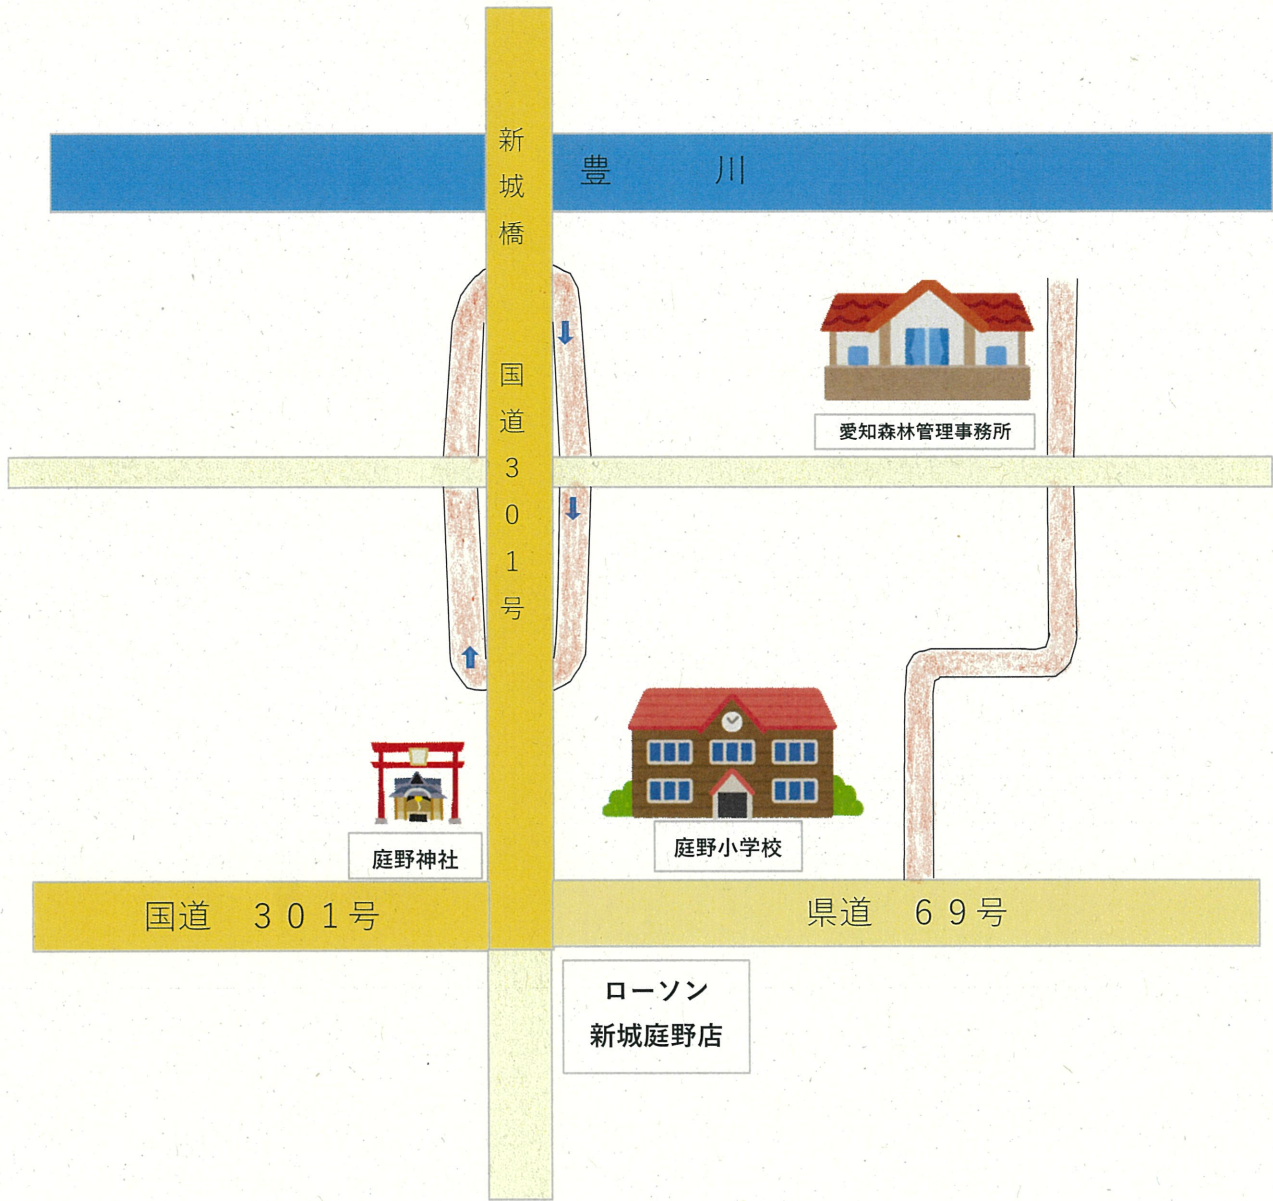 新城橋
豊　　　川
国道３０１号
愛知森林管理事務所
庭野神社
庭野小学校
国道　３０１号
県道　６９号
ローソン
新城庭野店